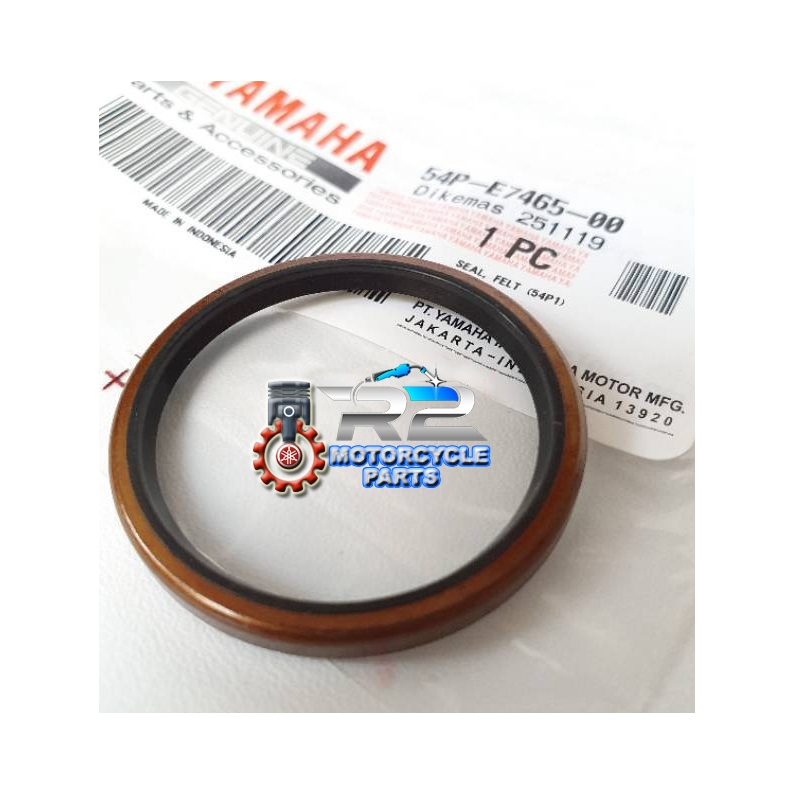 YAMAHA
GENUINE
Parts & Accessories
MADE IN INDONESIA
54P-E7465-00
Dikemas 251119
1 PC
SEAL, FELT (54P1)
PT.YAMAHA
A MOTOR MFG.
JAKARTA-IN
SIA 13920
R2
MOTORCYCLE
PARTS